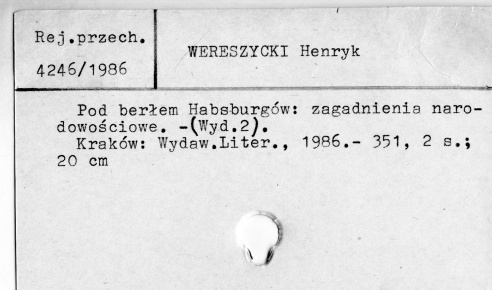 Rej.przech.
4246/1986
WERESZYCKI Henryk
Pod berłem Habsburgów: zagadnienia naro-
dowościowe. -(Wyd.2).
Kraków: Wydaw.Liter., 1986.- 351, 2 s.;
20 cm